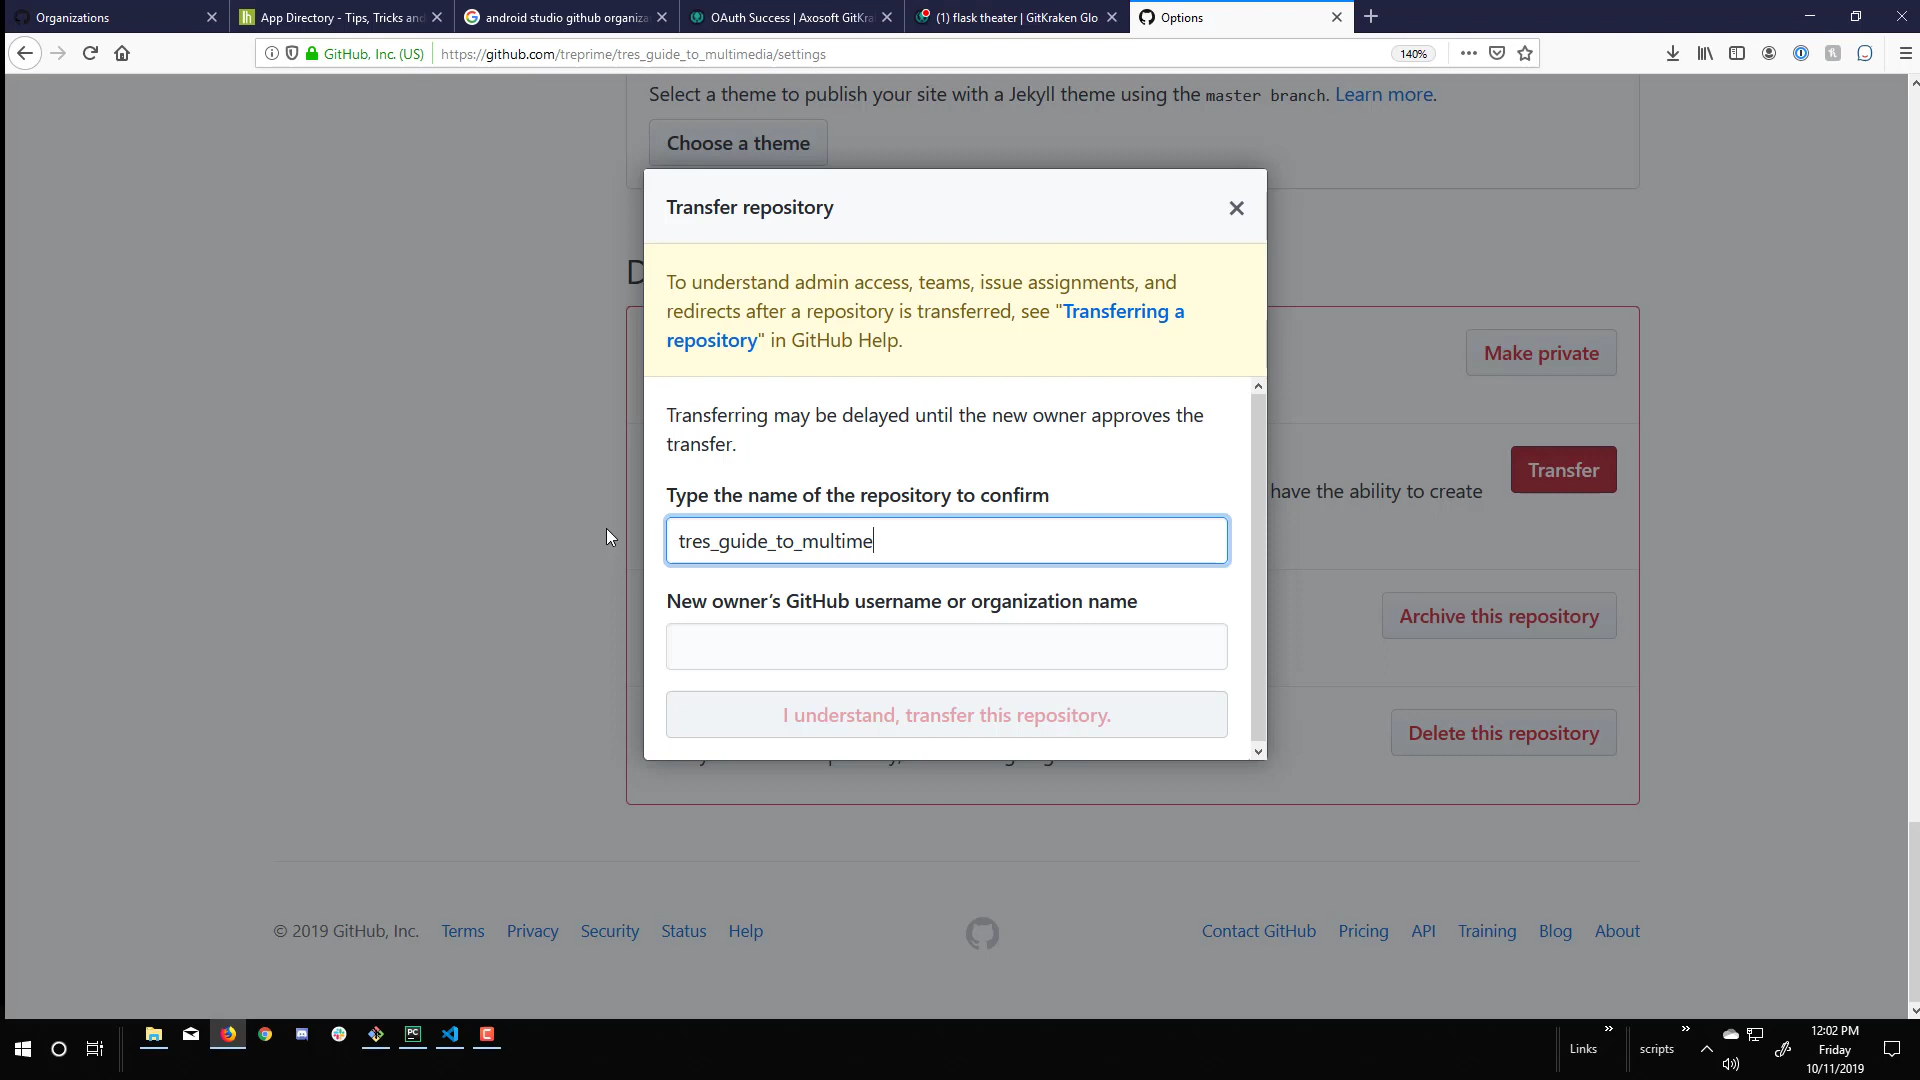 Organizations
App Directory - Tips, Tricks and
android studio github organiza
OAuth Success | Axosoft GitKra
(1) flask theater | GitKraken Glo
Options
GitHub, Inc. (US)
https://github.com/treprime/tres_guide_to_multimedia/settings
140%
Select a theme to publish your site with a Jekyll theme using the master branch. Learn more.
Choose a theme
Transfer repository
D
To understand admin access, teams, issue assignments, and
redirects after a repository is transferred, see "Transferring a
repository" in GitHub Help.
Make private
Transferring may be delayed until the new owner approves the
transfer.
Transfer
have the ability to create
Type the name of the repository to confirm
tres_guide_to_multime
New owner's GitHub username or organization name
Archive this repository
I understand, transfer this repository.
Delete this repository
© 2019 GitHub, Inc. Terms Privacy Security Status Help
Contact GitHub Pricing API Training Blog About
Links
scripts
12:02 PM
Friday
10/11/2019